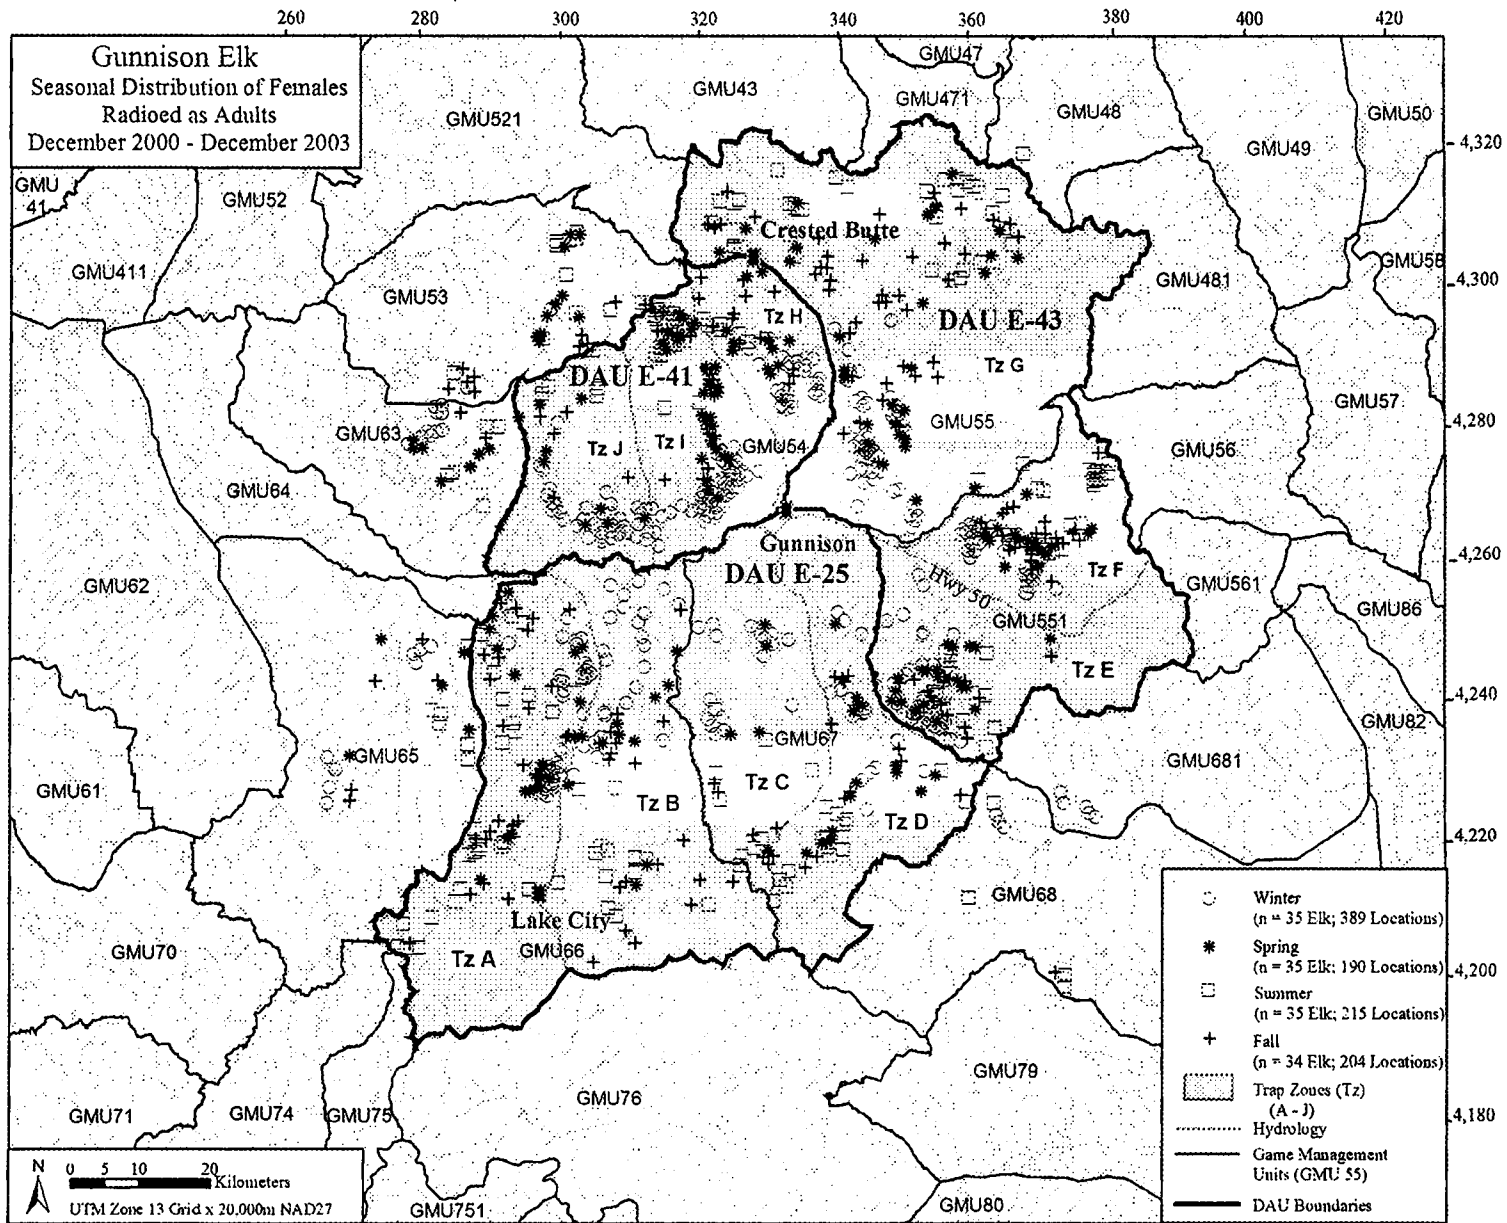 260 280 300 320 340 360 380 400 420
Gunnison Elk
Seasonal Distribution of Females
Radioed as Adults
December 2000 - December 2003
GMU47
GMU43
GMU471
GMU48
GMU50
GMU521
4,320
GMU49
GMU
41
GMU52
Crested Butte
GMU411
GMU58
GMU481
4,300
GMU53
Tz H
DAU E-43
Tz G
DAU E-41
GMU57
GMU55
4,280
GMU63
Tz J
Tz I
GMU54
GMU56
GMU64
Gunnison
4,260
DAU E-25
Hwy 50
Tz F
GMU62
GMU561
GMU86
GMU551
Tz E
4,240
GMU82
GMU67
GMU65
GMU681
GMU61
Tz C
Tz B
Tz D
4,220
GMU68
Lake City
GMU70
Tz A
GMU66
4,200
GMU79
GMU76
GMU71
GMU74
GMU75
4,180
GMU751
GMU80
Winter
(n = 35 Elk; 389 Locations)
Spring
(n = 35 Elk; 190 Locations)
Summer
(n = 35 Elk; 215 Locations)
Fall
(n = 34 Elk; 204 Locations)
Trap Zones (Tz)
(A - J)
Hydrology
Game Management
Units (GMU 55)
DAU Boundaries
N
0 5 10 20
Kilometers
UTM Zone 13 Grid x 20,000m NAD27